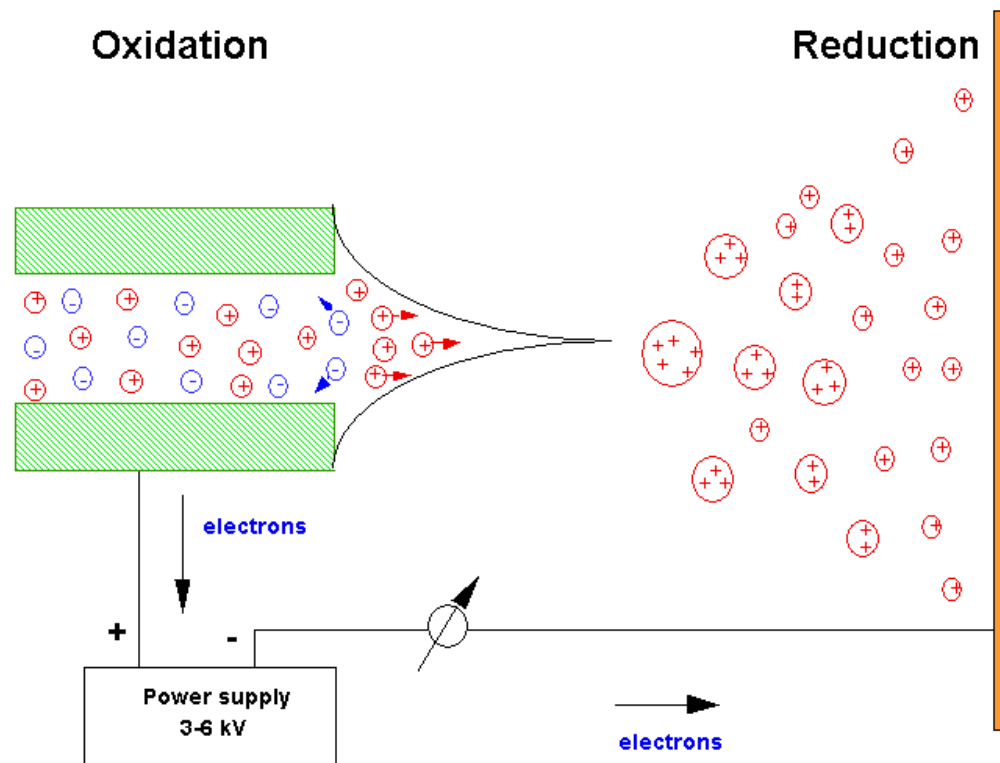 Oxidation
Reduction
electrons
+
-
Power supply
3-6 kV
electrons